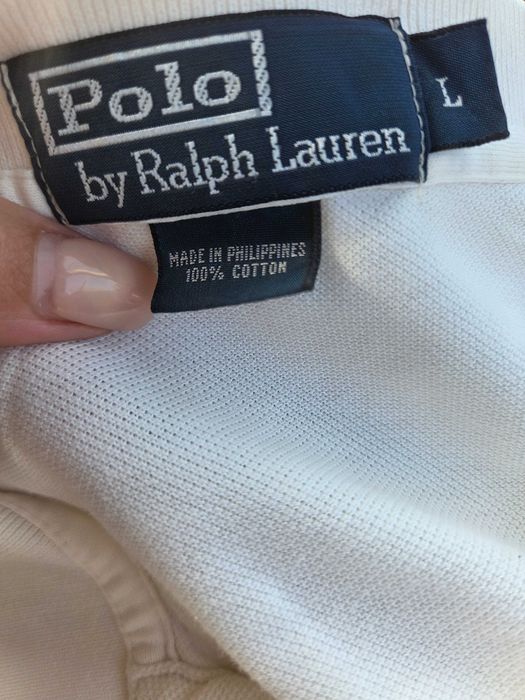 Polo
by Ralph Lauren
L
MADE IN PHILIPPINES
100% COTTON